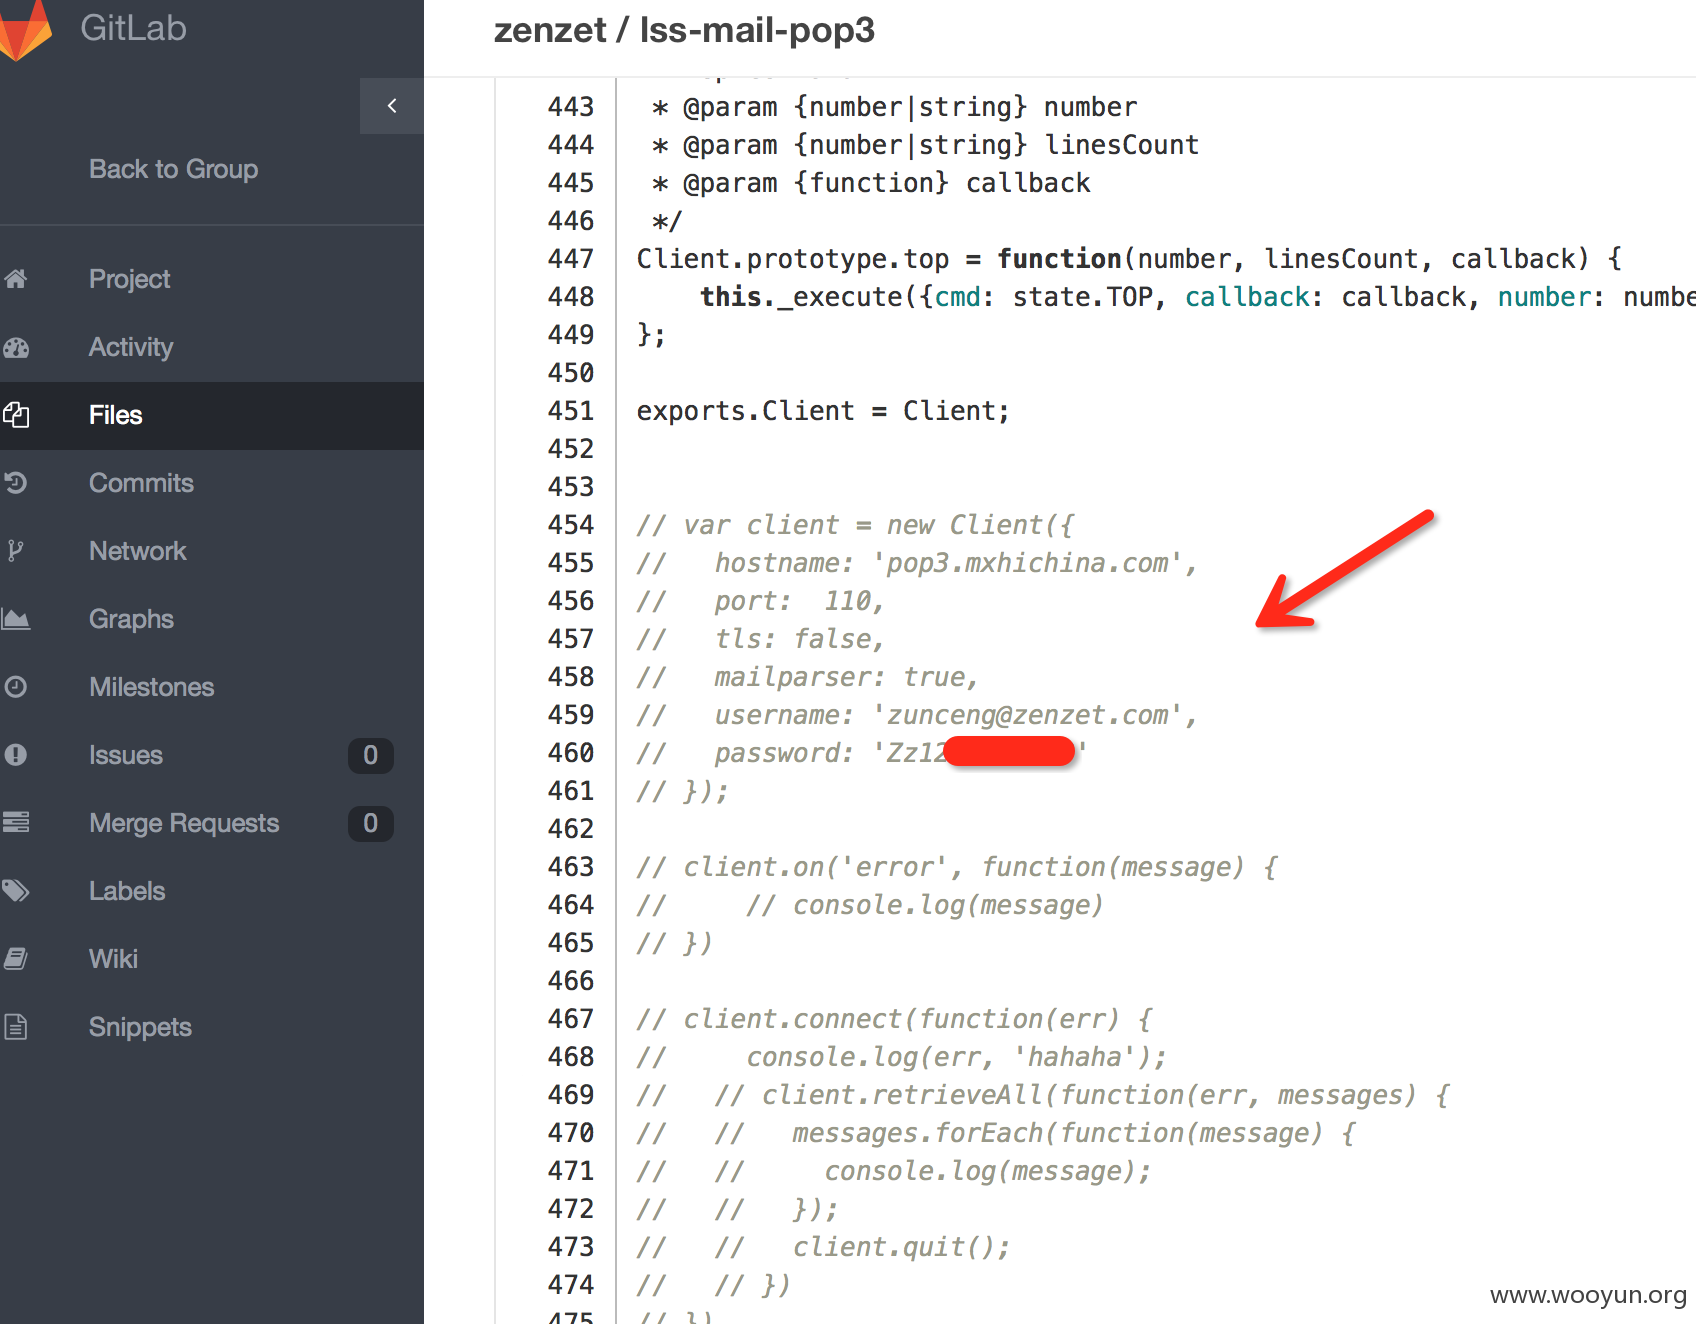 GitLab
zenzet / lss-mail-pop3
Back to Group
Project
Activity
Files
Commits
Network
Graphs
Milestones
Issues 0
Merge Requests 0
Labels
Wiki
Snippets
443 * @param {number|string} number
444 * @param {number|string} linesCount
445 * @param {function} callback
446 */
447 Client.prototype.top = function(number, linesCount, callback) {
448 this._execute({cmd: state.TOP, callback: callback, number: numbe
449 };
450
451 exports.Client = Client;
452
453
454 // var client = new Client({
455 // hostname: 'pop3.mxhichina.com',
456 // port: 110,
457 // tls: false,
458 // mailparser: true,
459 // username: 'zunceng@zenzet.com',
460 // password: 'Zz12 '
461 // });
462
463 // client.on('error', function(message) {
464 // // console.log(message)
465 // })
466
467 // client.connect(function(err) {
468 // console.log(err, 'hahaha');
469 // // client.retrieveAll(function(err, messages) {
470 // // messages.forEach(function(message) {
471 // // console.log(message);
472 // // });
473 // // client.quit();
474 // // })
475 // })
www.wooyun.org